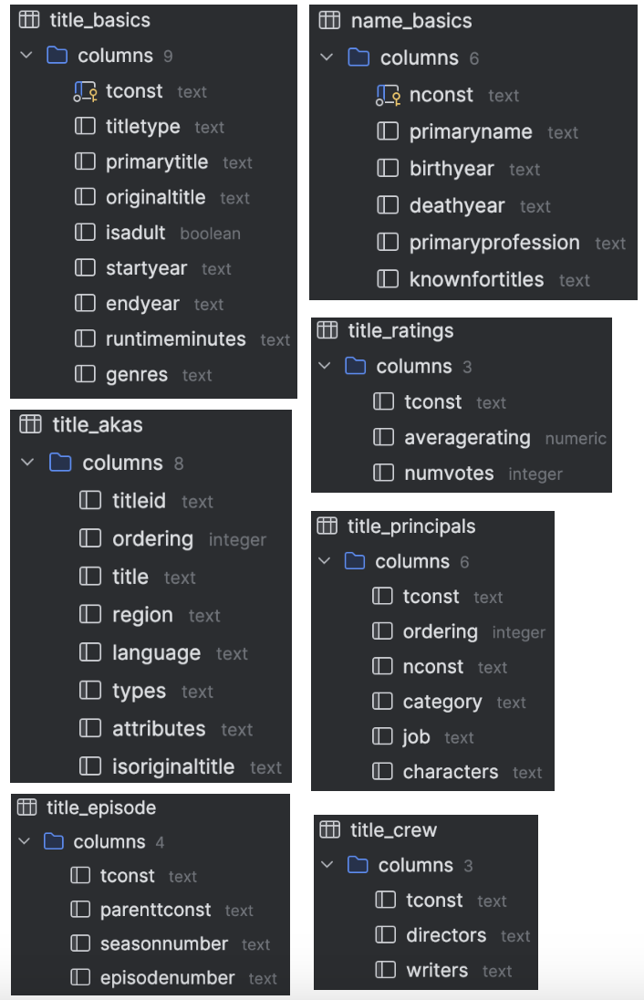 title_basics
columns 9
tconst text
titletype text
primarytitle text
originaltitle text
isadult boolean
startyear text
endyear text
runtimeminutes text
genres text
name_basics
columns 6
nconst text
primaryname text
birthyear text
deathyear text
primaryprofession text
knownfortitles text
title_ratings
columns 3
tconst text
averagerating numeric
numvotes integer
title_akas
columns 8
titleid text
ordering integer
title text
region text
language text
types text
attributes text
isoriginaltitle text
title_principals
columns 6
tconst text
ordering integer
nconst text
category text
job text
characters text
title_episode
columns 4
tconst text
parenttconst text
seasonnumber text
episodenumber text
title_crew
columns 3
tconst text
directors text
writers text